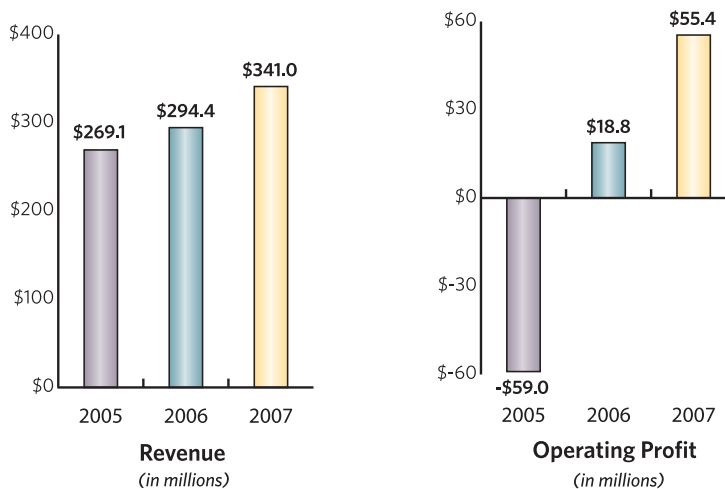 $400
$300
$200
$100
$0
$269.1
$294.4
$341.0
2005 2006 2007
Revenue
(in millions)
$60
$30
$0
$-30
$-60
-$59.0
$18.8
$55.4
2005 2006 2007
Operating Profit
(in millions)